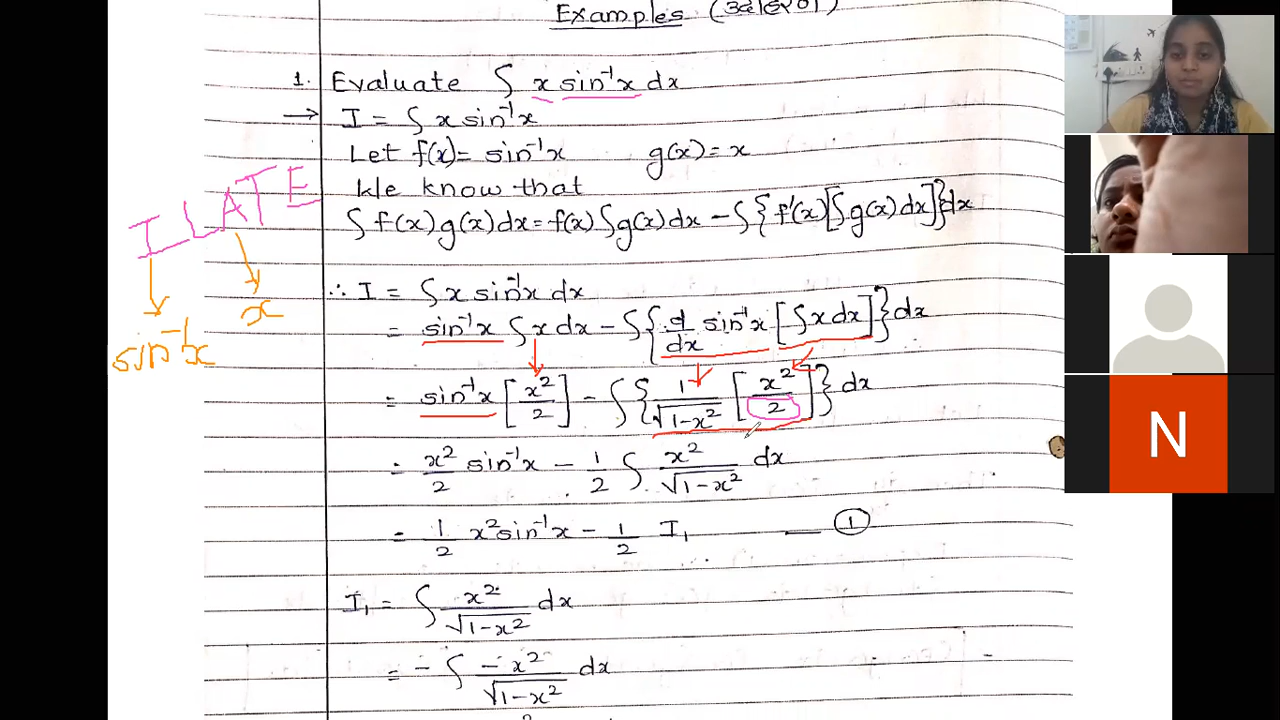 Examples (उदाहरण)
1. Evaluate ∫ x sin⁻¹x dx
→ I = ∫ x sin⁻¹x
Let f(x) = sin⁻¹x g(x) = x
We know that
∫ f(x) g(x) dx = f(x) ∫ g(x) dx - ∫ { f'(x) [∫ g(x) dx] } dx
ILATE
sin⁻¹x
x
∴ I = ∫ x sin⁻¹x dx
= sin⁻¹x ∫ x dx - ∫ { d/dx sin⁻¹x [∫ x dx] } dx
= sin⁻¹x [x²/2] - ∫ { 1/√1-x² [x²/2] } dx
= x²/2 sin⁻¹x - 1/2 ∫ x²/√1-x² dx
= 1/2 x² sin⁻¹x - 1/2 I₁ — ①
I₁ = ∫ x²/√1-x² dx
= - ∫ -x²/√1-x² dx
N